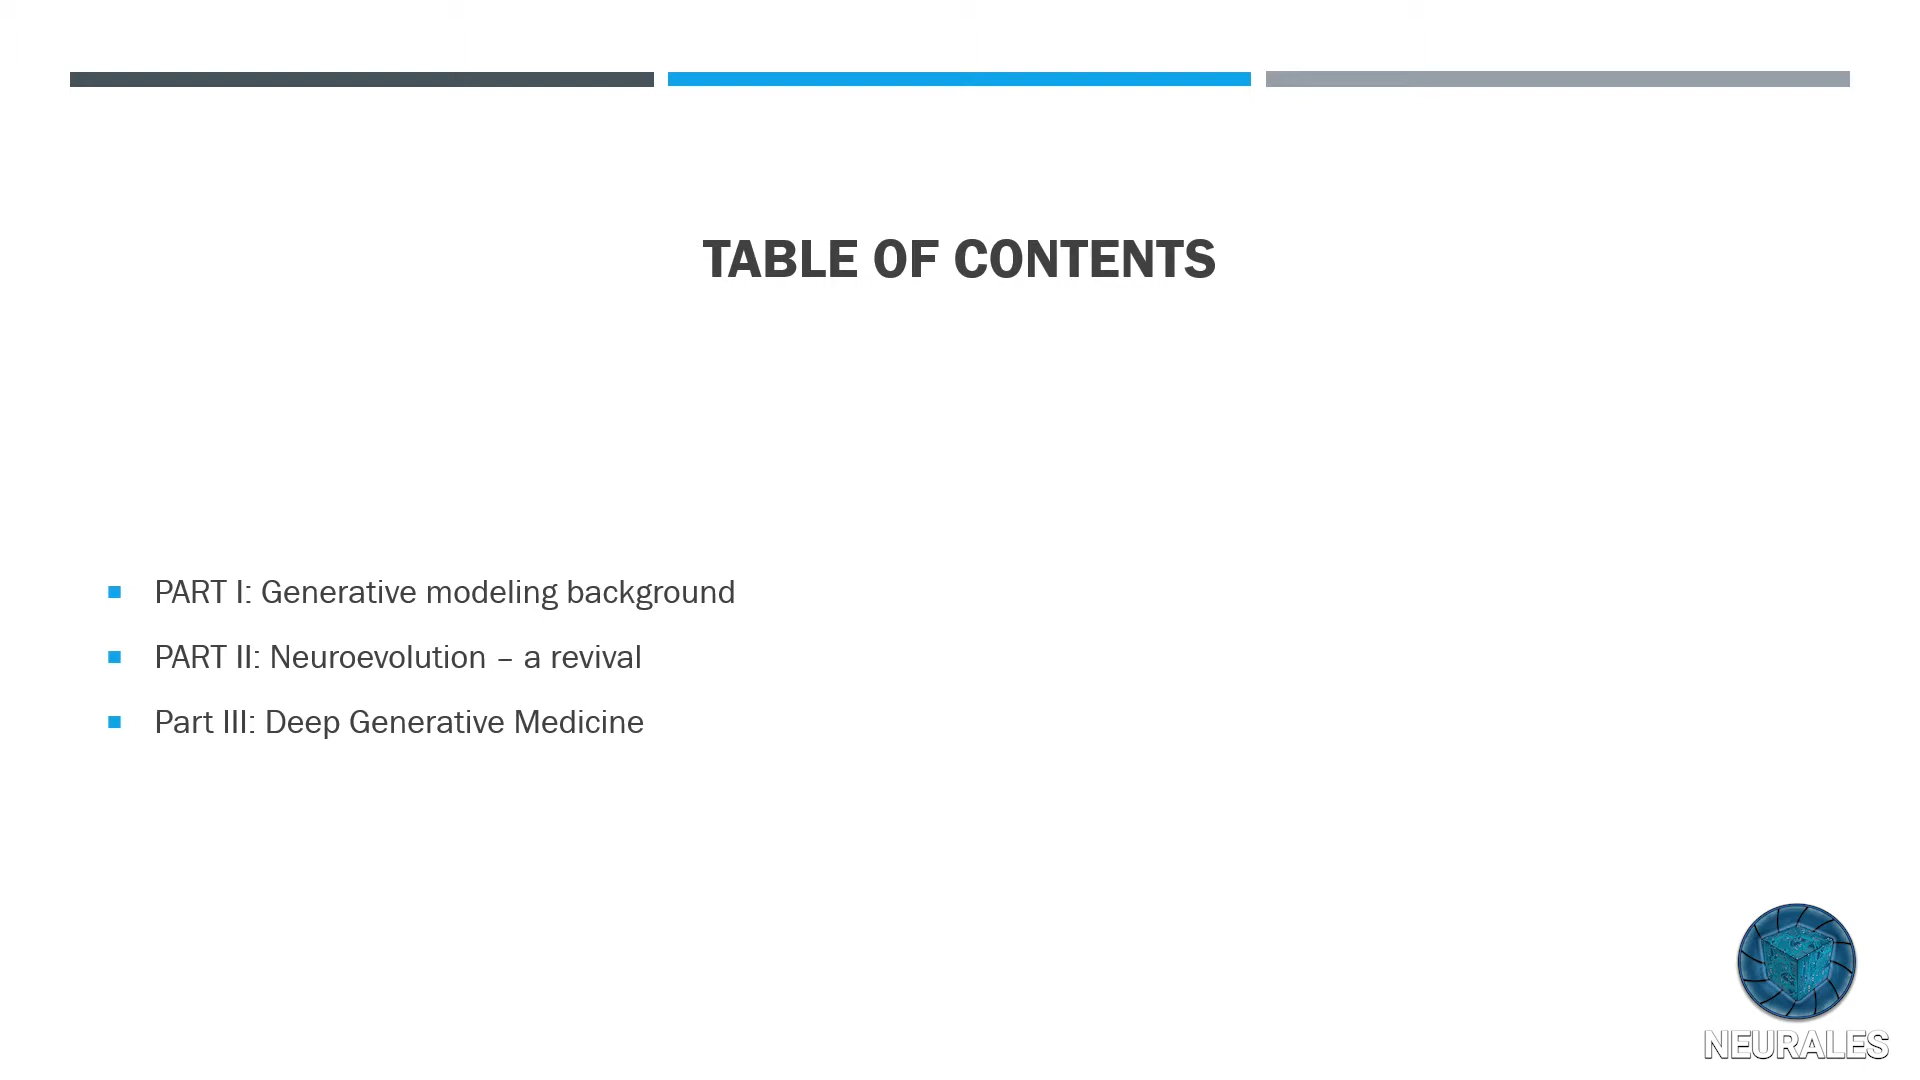 TABLE OF CONTENTS
PART I: Generative modeling background
PART II: Neuroevolution – a revival
Part III: Deep Generative Medicine
NEURALES